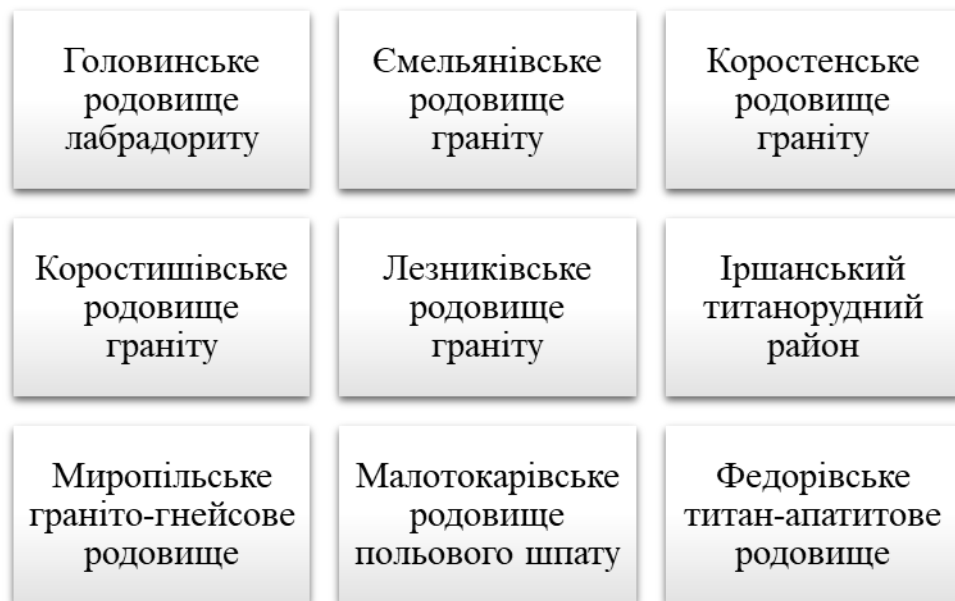 Головинське
родовище
лабрадориту
Ємельянівське
родовище
граніту
Коростенське
родовище
граніту
Коростишівське
родовище
граніту
Лезниківське
родовище
граніту
Іршанський
титанорудний
район
Миропільське
граніто-гнейсове
родовище
Малотокарівське
родовище
польового шпату
Федорівське
титан-апатитове
родовище